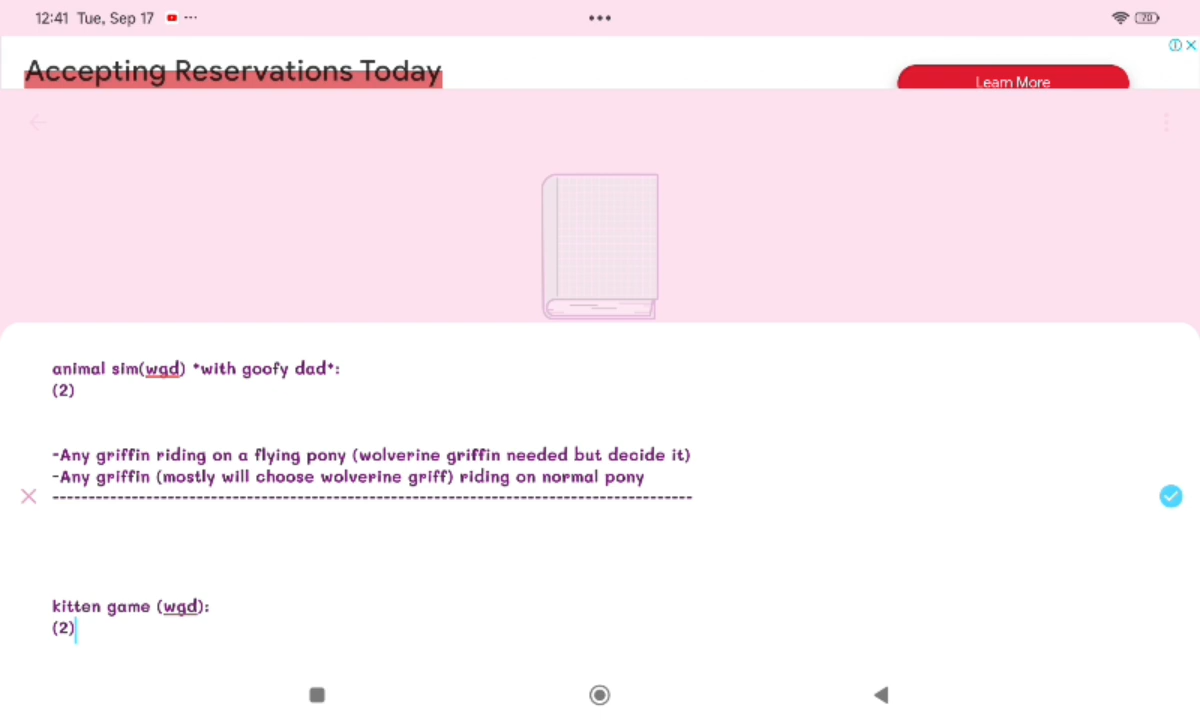 12:41 Tue, Sep 17
70
Accepting Reservations Today
Learn More
animal sim(wgd) *with goofy dad*:
(2)
-Any griffin riding on a flying pony (wolverine griffin needed but decide it)
-Any griffin (mostly will choose wolverine griff) riding on normal pony
----------------------------------------------------------------------------------------
kitten game (wgd):
(2)